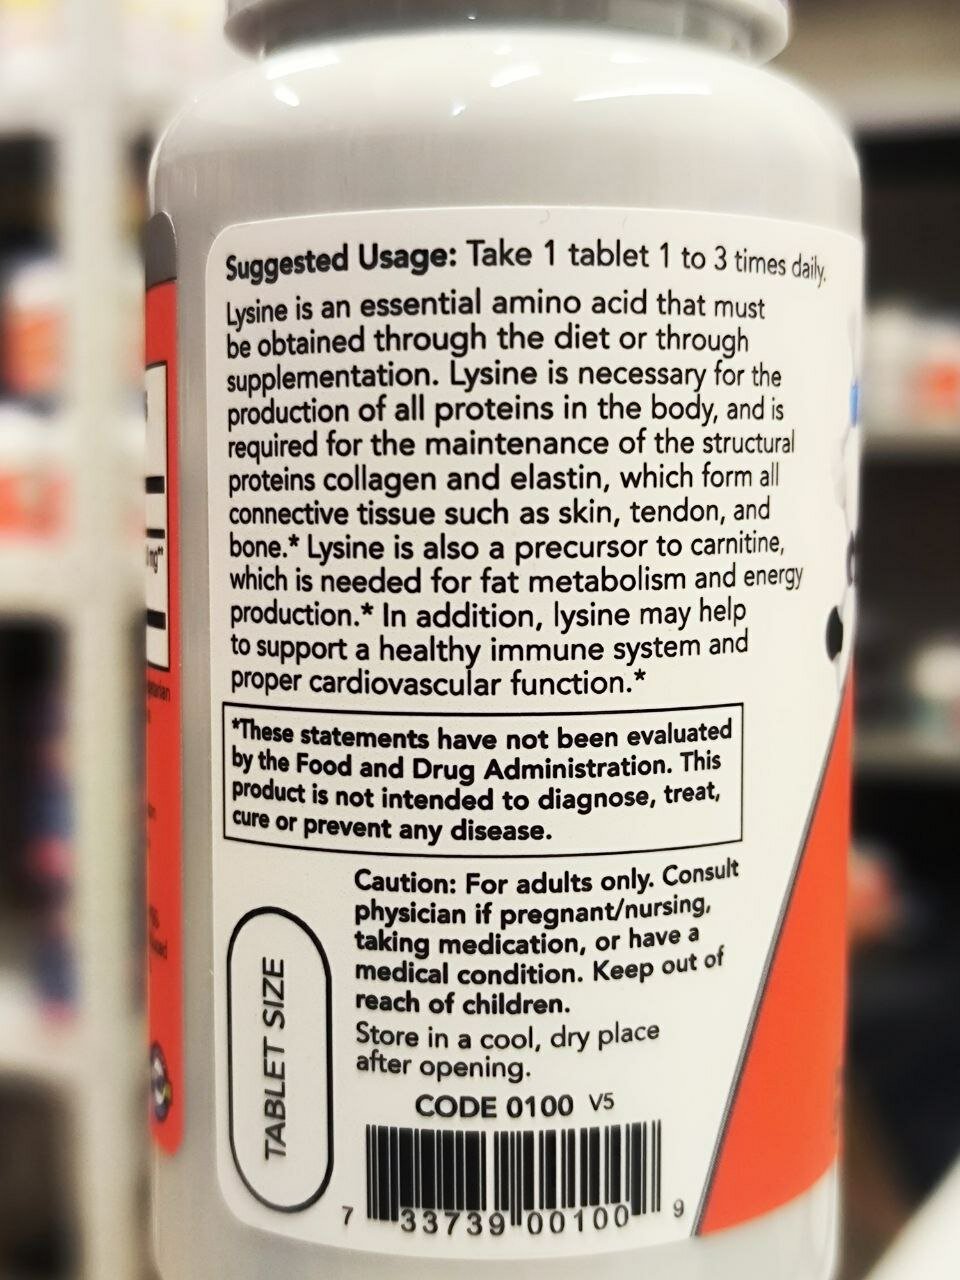 Suggested Usage: Take 1 tablet 1 to 3 times daily.
Lysine is an essential amino acid that must
be obtained through the diet or through
supplementation. Lysine is necessary for the
production of all proteins in the body, and is
required for the maintenance of the structural
proteins collagen and elastin, which form all
connective tissue such as skin, tendon, and
bone.* Lysine is also a precursor to carnitine,
which is needed for fat metabolism and energy
production.* In addition, lysine may help
to support a healthy immune system and
proper cardiovascular function.*
*These statements have not been evaluated
by the Food and Drug Administration. This
product is not intended to diagnose, treat,
cure or prevent any disease.
Caution: For adults only. Consult
physician if pregnant/nursing,
taking medication, or have a
medical condition. Keep out of
reach of children.
Store in a cool, dry place
after opening.
TABLET SIZE
CODE 0100 V5
7 33739 00100 9